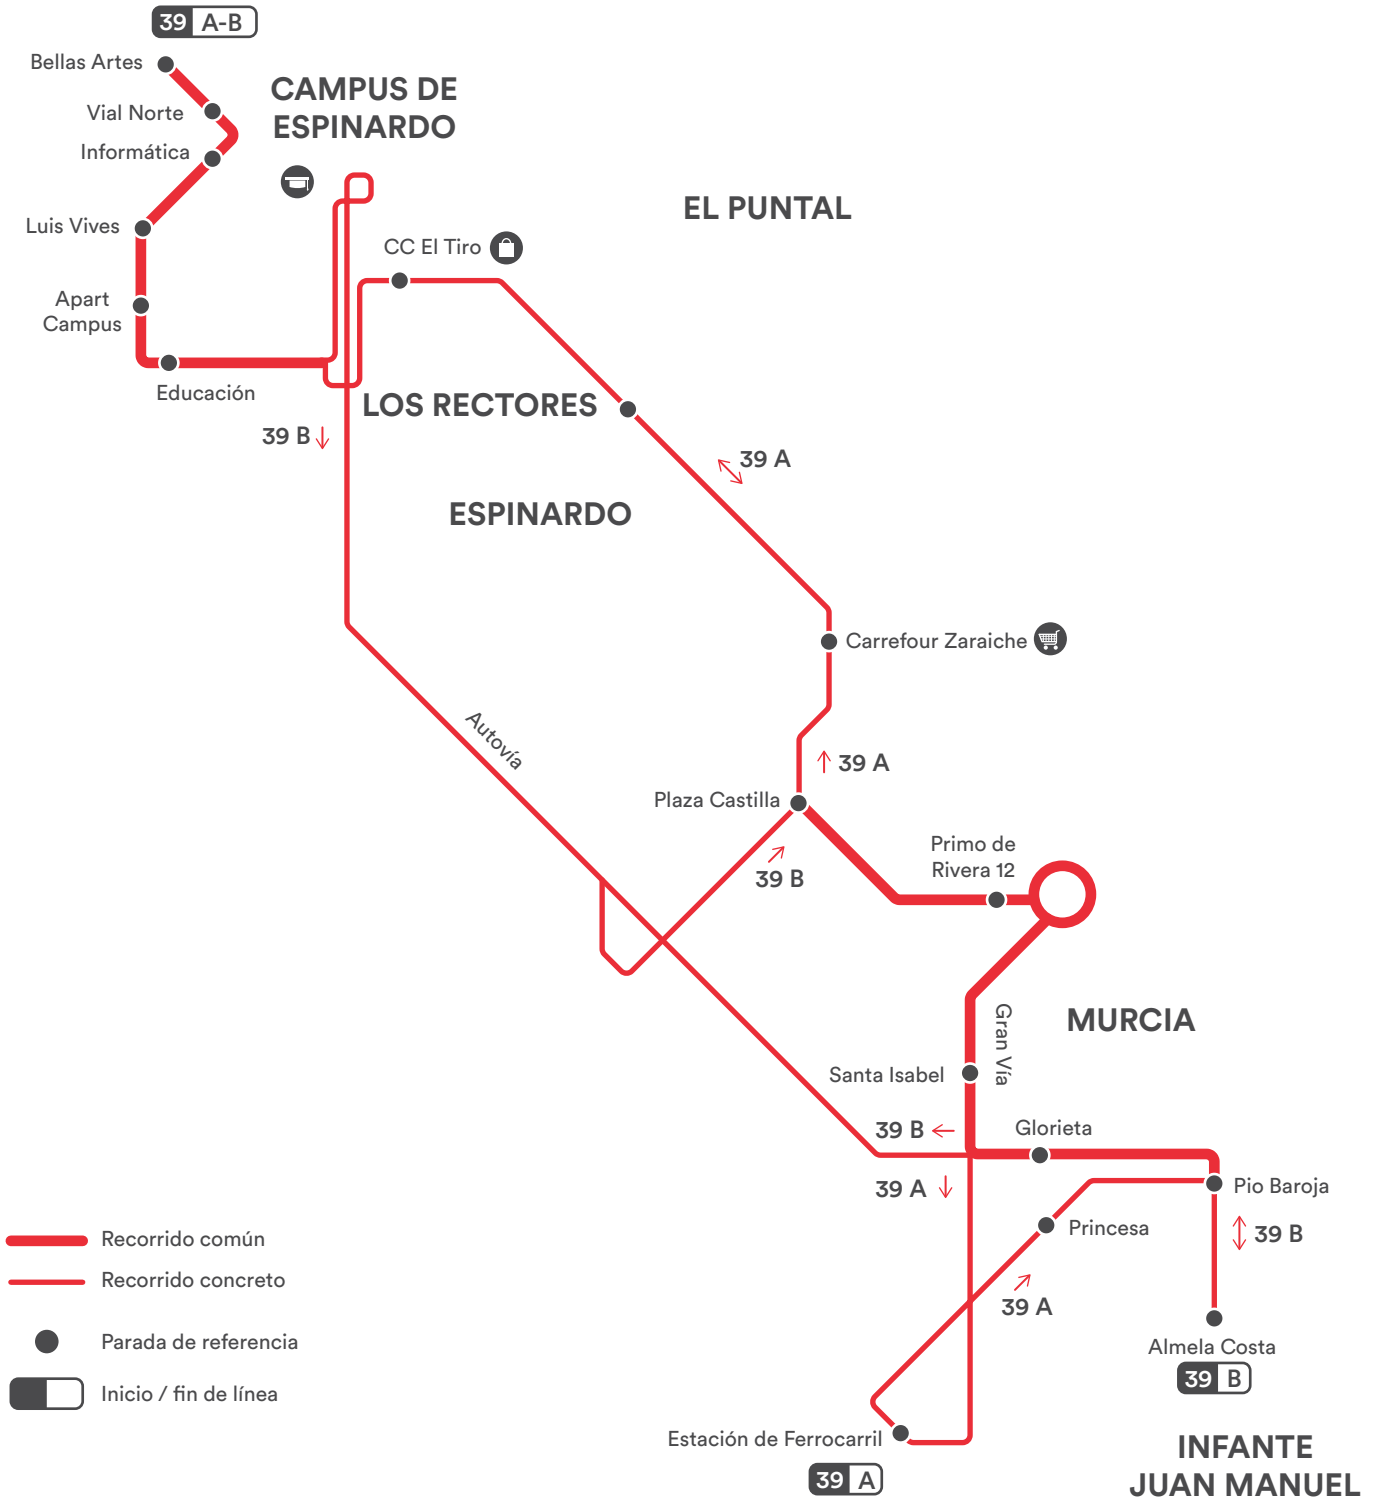 39 A-B
Bellas Artes
CAMPUS DE
ESPINARDO
Vial Norte
Informática
EL PUNTAL
Luis Vives
CC El Tiro
Apart
Campus
Educación
LOS RECTORES
39 B
39 A
ESPINARDO
Carrefour Zaraiche
Autovía
39 A
Plaza Castilla
Primo de
Rivera 12
39 B
Gran Vía
MURCIA
Santa Isabel
39 B
Glorieta
39 A
Pio Baroja
Princesa
39 B
39 A
Recorrido común
Recorrido concreto
Parada de referencia
Inicio / fin de línea
Almela Costa
39 B
Estación de Ferrocarril
39 A
INFANTE
JUAN MANUEL